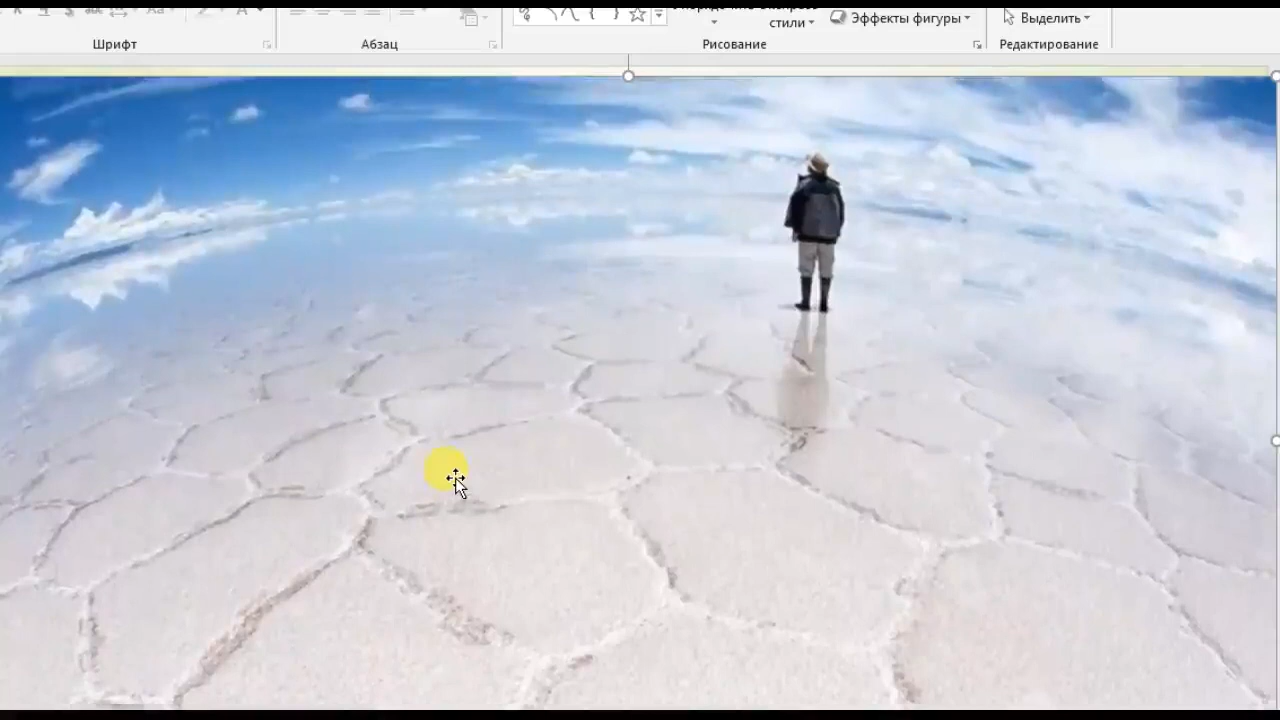 стили
Эффекты фигуры
Выделить
Шрифт
Абзац
Рисование
Редактирование